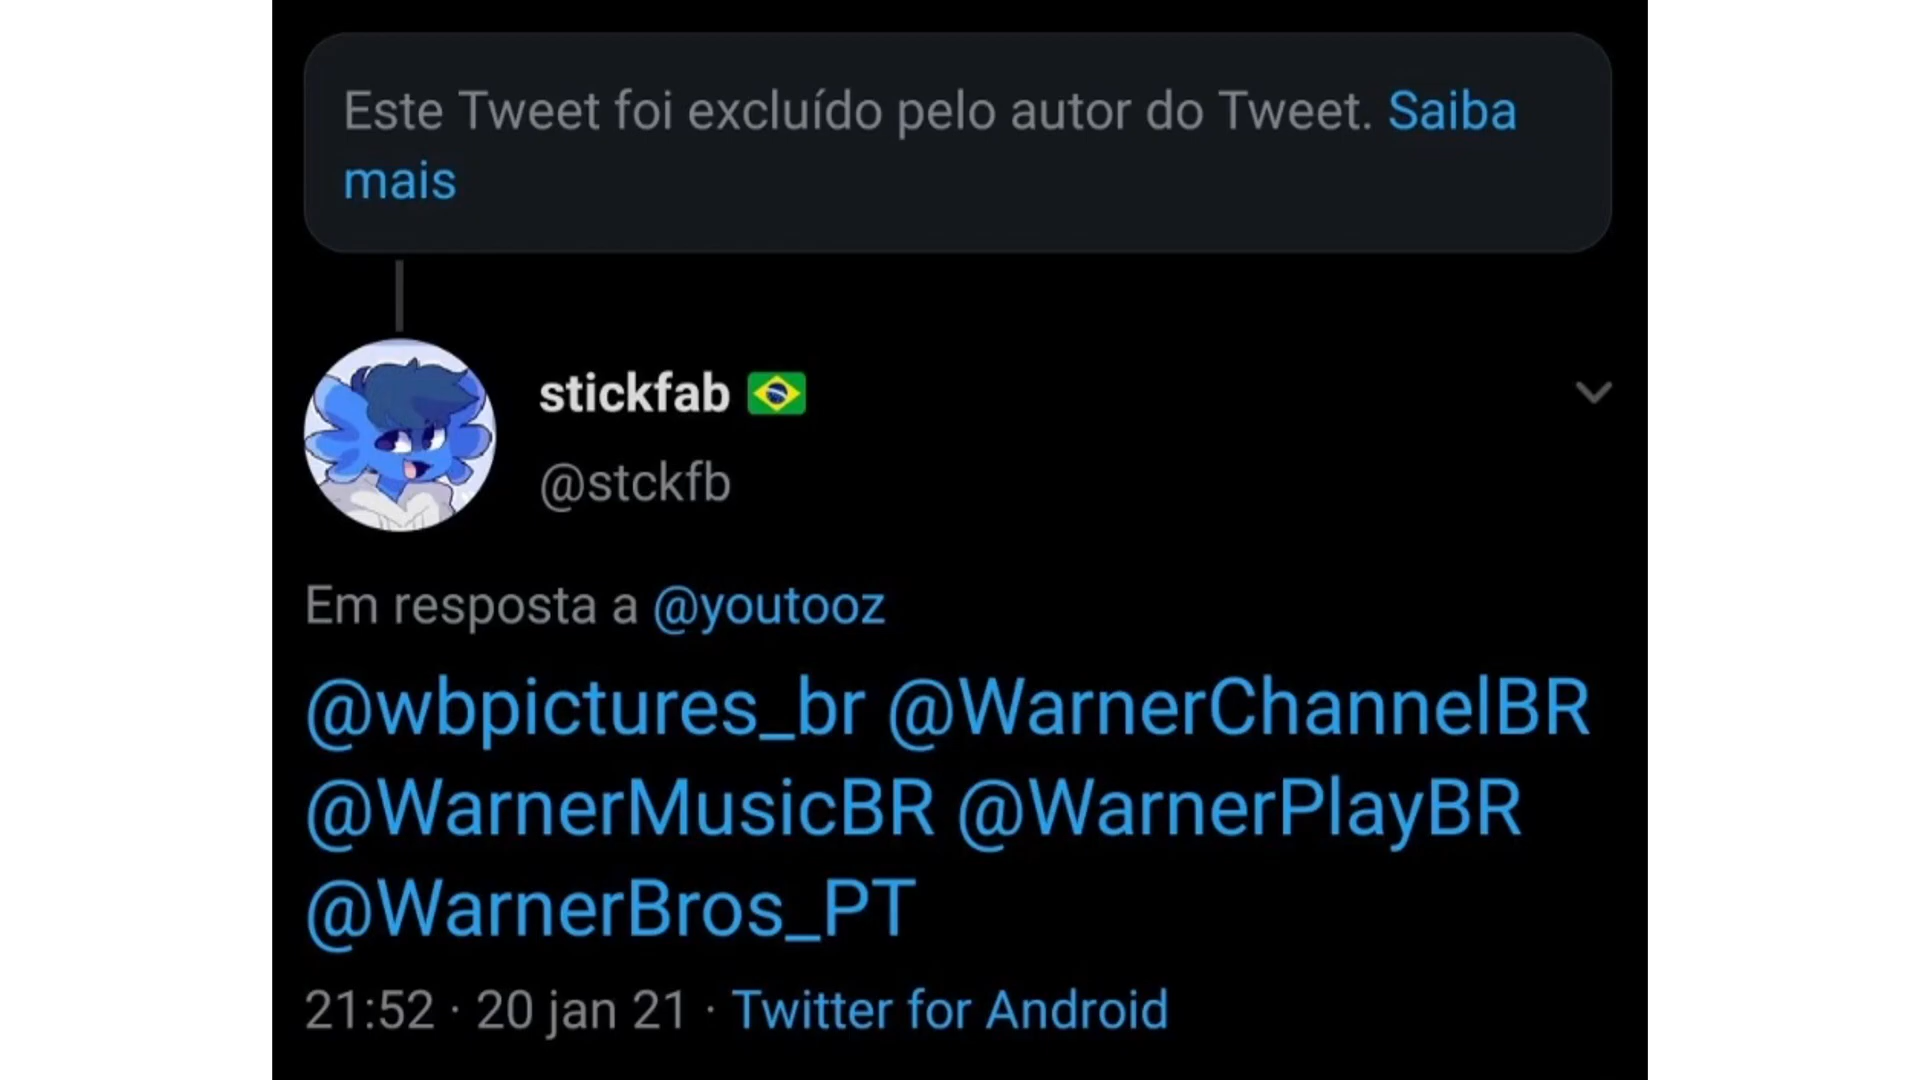 Este Tweet foi excluído pelo autor do Tweet. Saiba
mais
stickfab 🇧🇷
@stckfb
Em resposta a @youtooz
@wbpictures_br @WarnerChannelBR
@WarnerMusicBR @WarnerPlayBR
@WarnerBros_PT
21:52 · 20 jan 21 · Twitter for Android